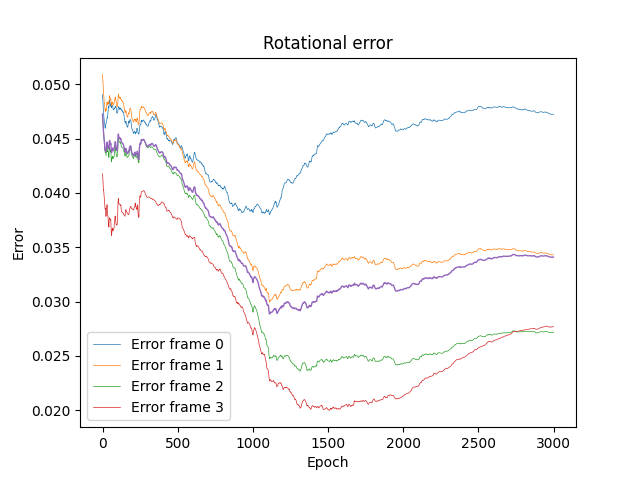 Rotational error
0.050
0.045
0.040
0.035
0.030
0.025
0.020
Error
Error frame 0
Error frame 1
Error frame 2
Error frame 3
0 500 1000 1500 2000 2500 3000
Epoch